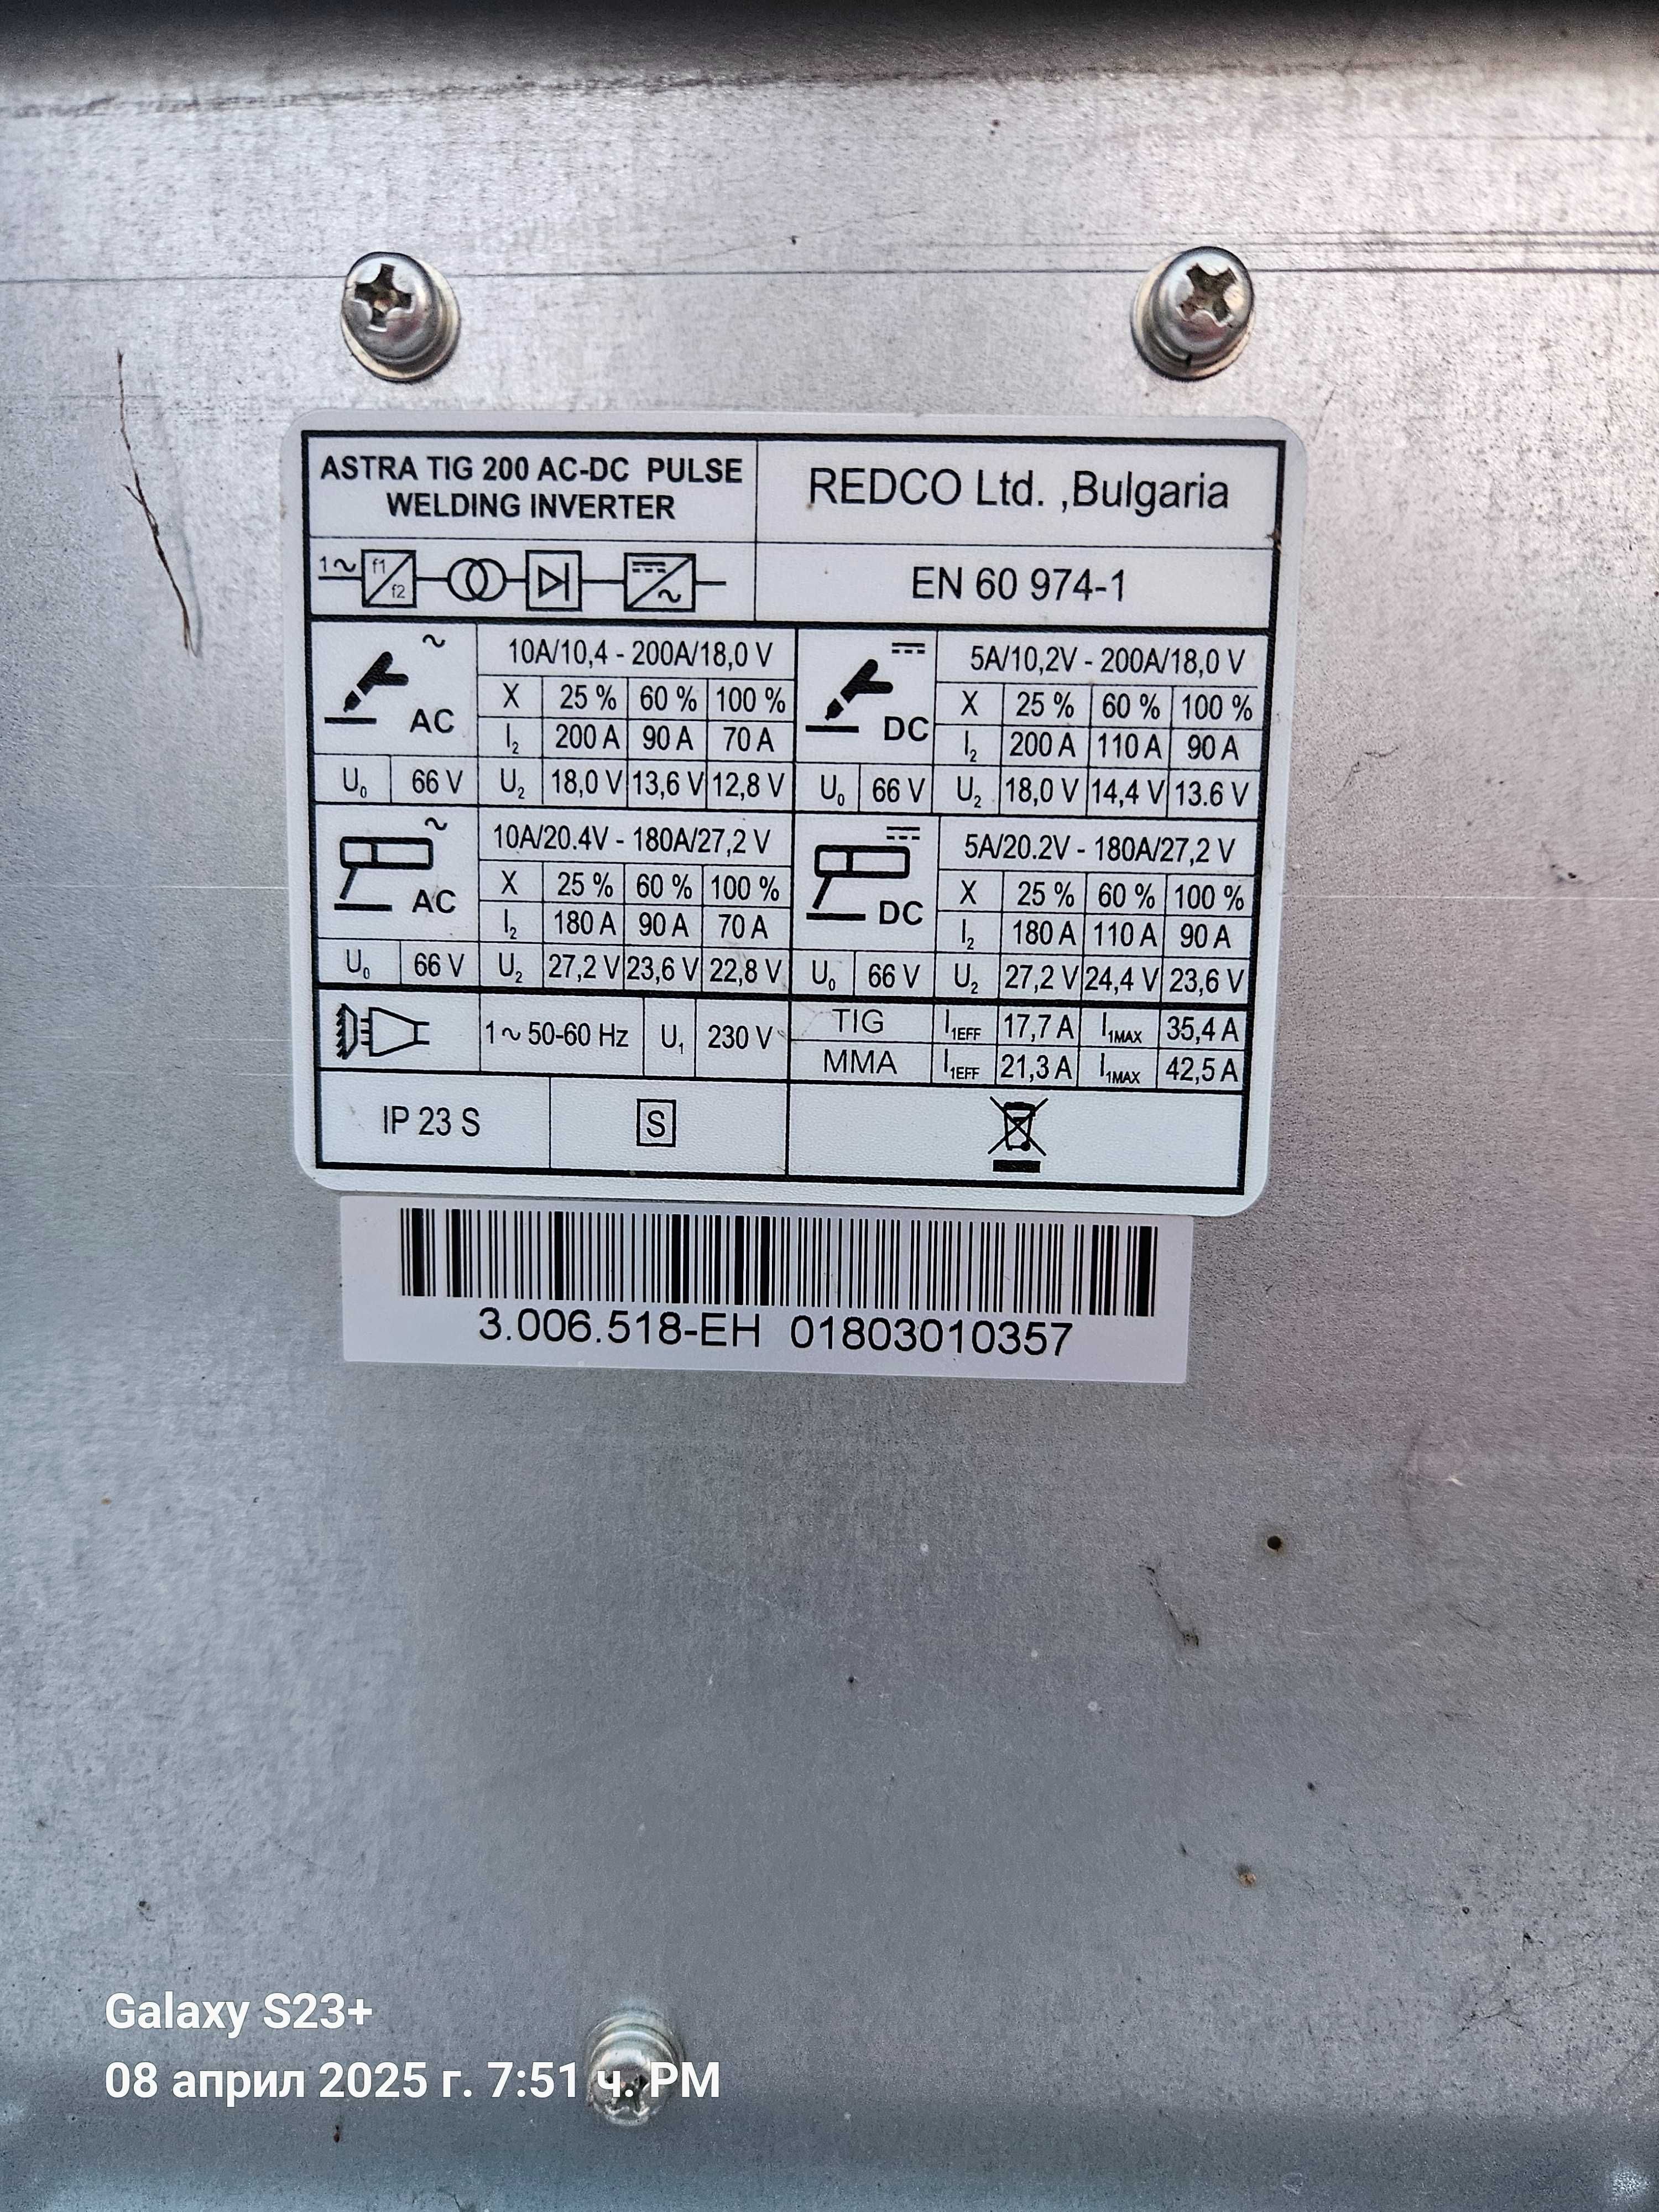 ASTRA TIG 200 AC-DC PULSE
WELDING INVERTER
REDCO Ltd. ,Bulgaria
1~ f1 f2
EN 60 974-1
~ AC
10A/10,4 - 200A/18,0 V
X 25 % 60 % 100 %
I2 200 A 90 A 70 A
U0 66 V U2 18,0 V 13,6 V 12,8 V
DC
5A/10,2V - 200A/18,0 V
X 25 % 60 % 100 %
I2 200 A 110 A 90 A
U0 66 V U2 18,0 V 14,4 V 13.6 V
~ AC
10A/20.4V - 180A/27,2 V
X 25 % 60 % 100 %
I2 180 A 90 A 70 A
U0 66 V U2 27,2 V 23,6 V 22,8 V
DC
5A/20.2V - 180A/27,2 V
X 25 % 60 % 100 %
I2 180 A 110 A 90 A
U0 66 V U2 27,2 V 24,4 V 23,6 V
1~ 50-60 Hz U1 230 V
TIG I1EFF 17,7 A I1MAX 35,4 A
MMA I1EFF 21,3 A I1MAX 42,5 A
IP 23 S
S
3.006.518-EH 01803010357
Galaxy S23+
08 април 2025 г. 7:51 ч. PM